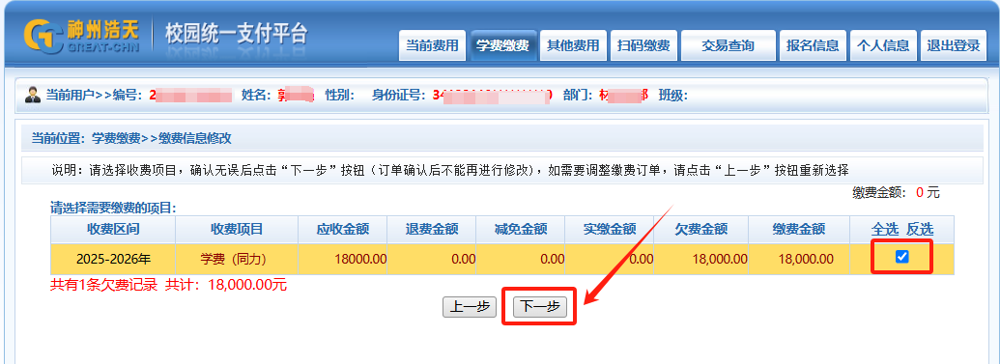 神州浩天
GREAT-CHN
校园统一支付平台
当前费用 学费缴费 其他费用 扫码缴费 交易查询 报名信息 个人信息 退出登录
当前用户>>编号：2 姓名： 性别： 身份证号：34 0 部门： 部 班级：
当前位置：学费缴费>>缴费信息修改
说明：请选择收费项目，确认无误后点击“下一步”按钮（订单确认后不能再进行修改），如需要调整缴费订单，请点击“上一步”按钮重新选择
缴费金额： 0 元
请选择需要缴费的项目：
收费区间 收费项目 应收金额 退费金额 减免金额 实缴金额 欠费金额 缴费金额 全选 反选
2025-2026年 学费（同力） 18000.00 0.00 0.00 0.00 18,000.00 18,000.00
共有1条欠费记录 共计：18,000.00元
上一步 下一步